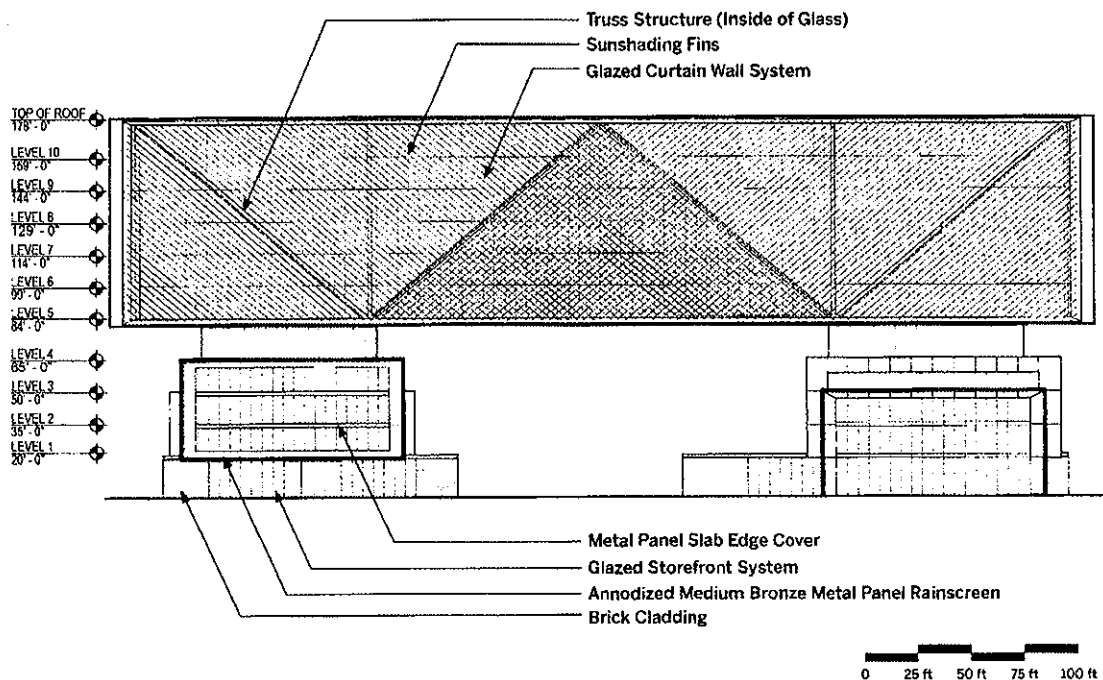 Truss Structure (Inside of Glass)
Sunshading Fins
Glazed Curtain Wall System
TOP OF ROOF
178' - 0"
LEVEL 10
LEVEL 9
144' - 0"
LEVEL 8
129' - 0"
LEVEL 7
114' - 0"
LEVEL 6
LEVEL 5
84' - 0"
LEVEL 4
65' - 0"
LEVEL 3
50' - 0"
LEVEL 2
35' - 0"
LEVEL 1
20' - 0"
Metal Panel Slab Edge Cover
Glazed Storefront System
Annodized Medium Bronze Metal Panel Rainscreen
Brick Cladding
0 25 ft 50 ft 75 ft 100 ft